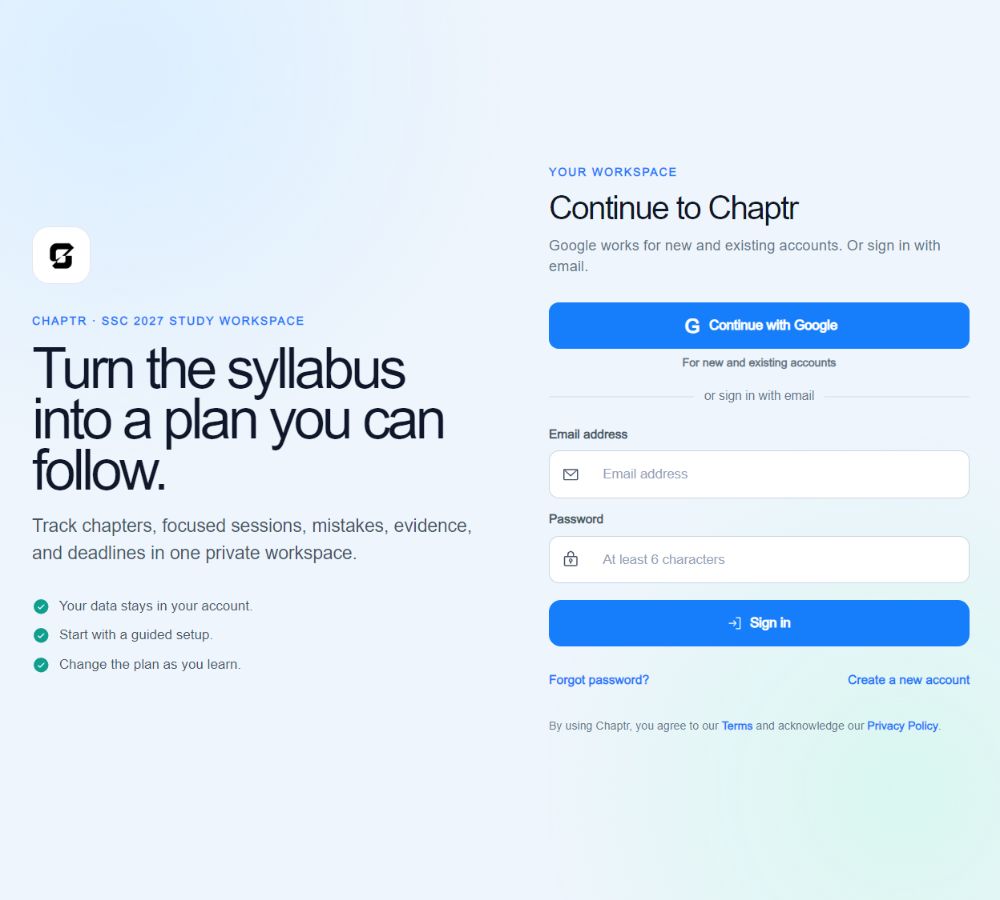 CHAPTR · SSC 2027 STUDY WORKSPACE
Turn the syllabus
into a plan you can
follow.
Track chapters, focused sessions, mistakes, evidence,
and deadlines in one private workspace.
Your data stays in your account.
Start with a guided setup.
Change the plan as you learn.
YOUR WORKSPACE
Continue to Chaptr
Google works for new and existing accounts. Or sign in with
email.
G Continue with Google
For new and existing accounts
or sign in with email
Email address
Email address
Password
At least 6 characters
Sign in
Forgot password?
Create a new account
By using Chaptr, you agree to our Terms and acknowledge our Privacy Policy.